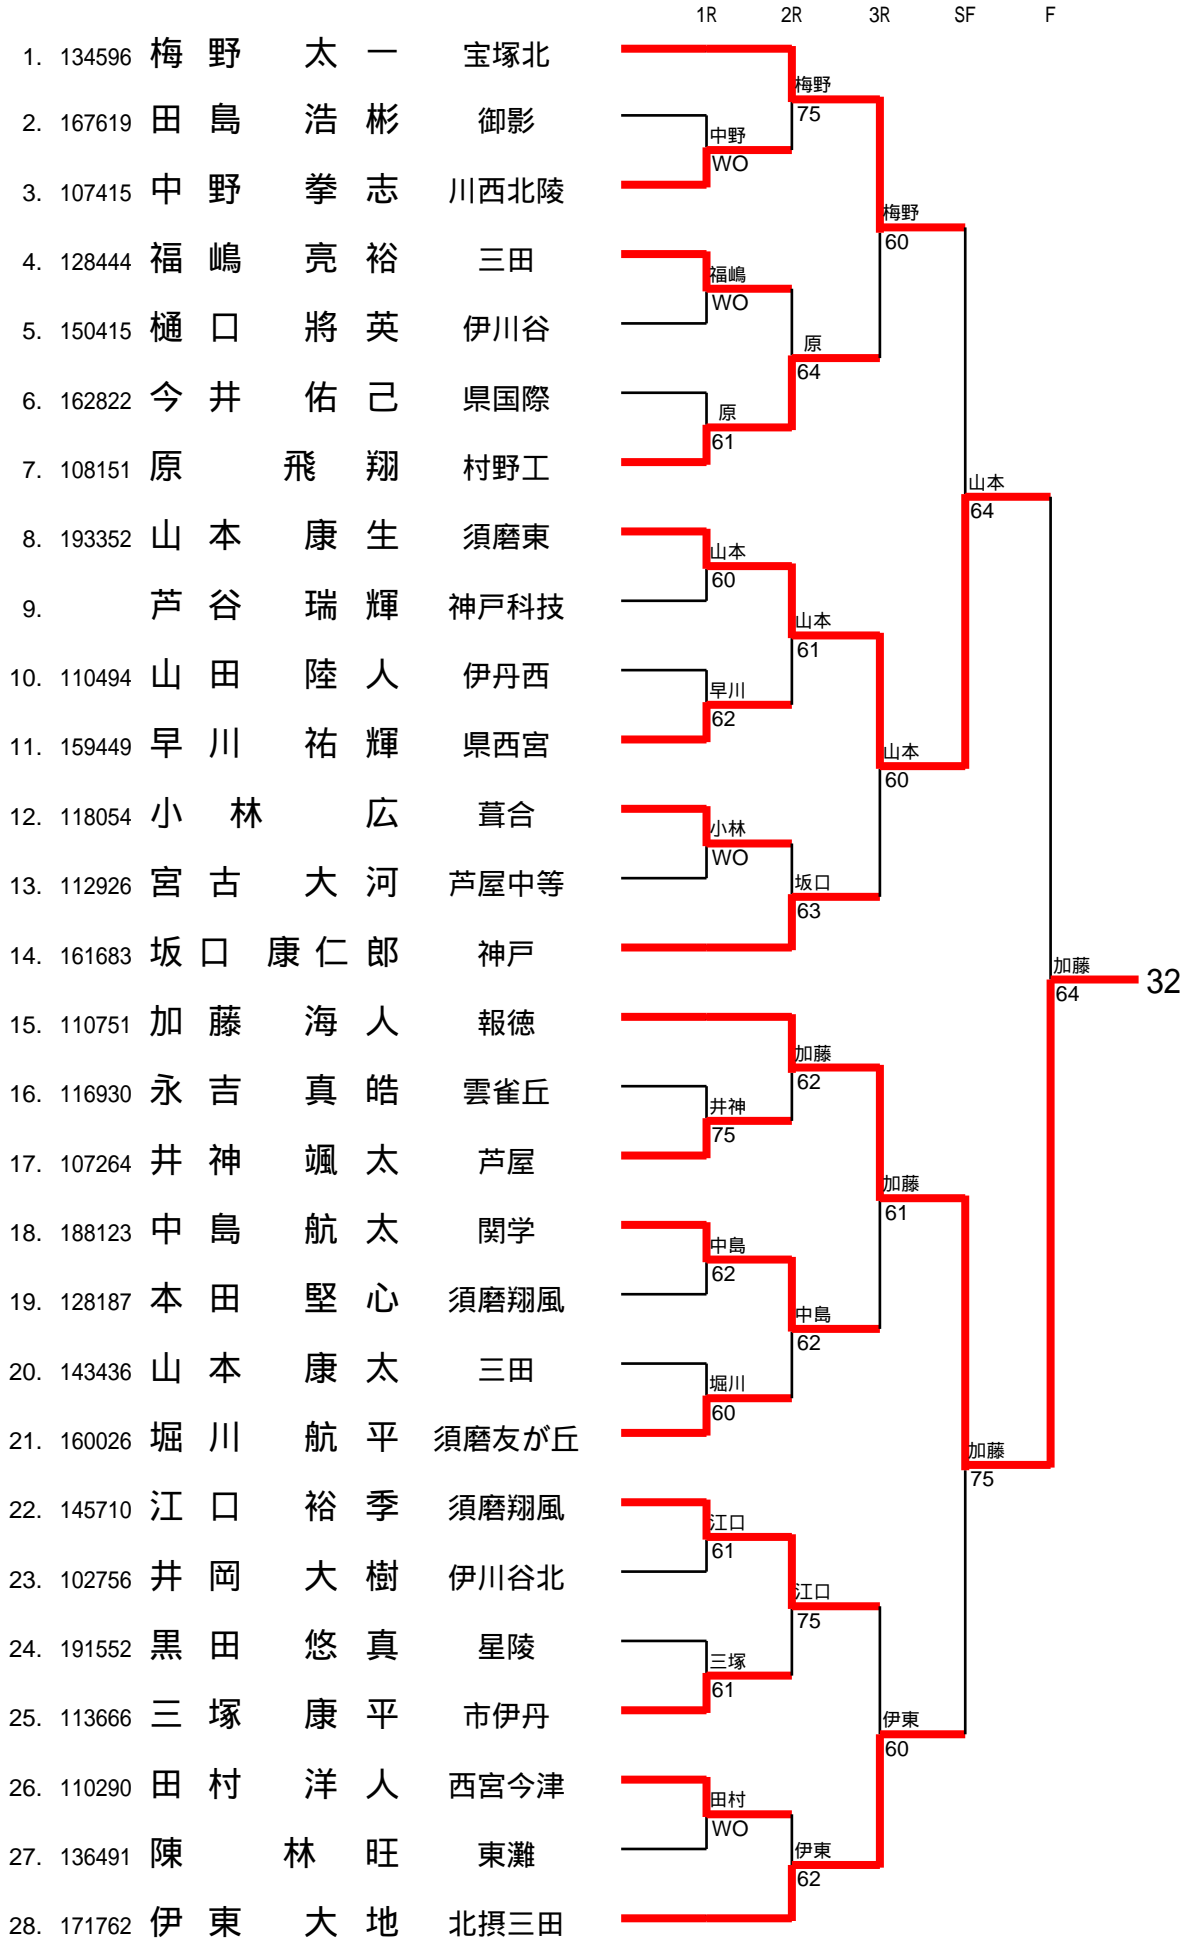 1R 2R 3R SF F
1. 134596 梅野 太一 宝塚北
梅野
75
2. 167619 田島 浩彬 御影
中野
WO
3. 107415 中野 拳志 川西北陵
梅野
60
4. 128444 福嶋 亮裕 三田
福嶋
WO
5. 150415 樋口 將英 伊川谷
原
64
6. 162822 今井 佑己 県国際
原
61
7. 108151 原 飛翔 村野工
山本
64
8. 193352 山本 康生 須磨東
山本
60
9. 芦谷 瑞輝 神戸科技
山本
61
10. 110494 山田 陸人 伊丹西
早川
62
11. 159449 早川 祐輝 県西宮
山本
60
12. 118054 小林 広 葺合
小林
WO
13. 112926 宮古 大河 芦屋中等
坂口
63
14. 161683 坂口 康仁郎 神戸
加藤
64
32
15. 110751 加藤 海人 報徳
加藤
62
16. 116930 永吉 真皓 雲雀丘
井神
75
17. 107264 井神 颯太 芦屋
加藤
61
18. 188123 中島 航太 関学
中島
62
19. 128187 本田 堅心 須磨翔風
中島
62
20. 143436 山本 康太 三田
堀川
60
21. 160026 堀川 航平 須磨友が丘
加藤
75
22. 145710 江口 裕季 須磨翔風
江口
61
23. 102756 井岡 大樹 伊川谷北
江口
75
24. 191552 黒田 悠真 星陵
三塚
61
25. 113666 三塚 康平 市伊丹
伊東
60
26. 110290 田村 洋人 西宮今津
田村
WO
27. 136491 陳 林旺 東灘
伊東
62
28. 171762 伊東 大地 北摂三田